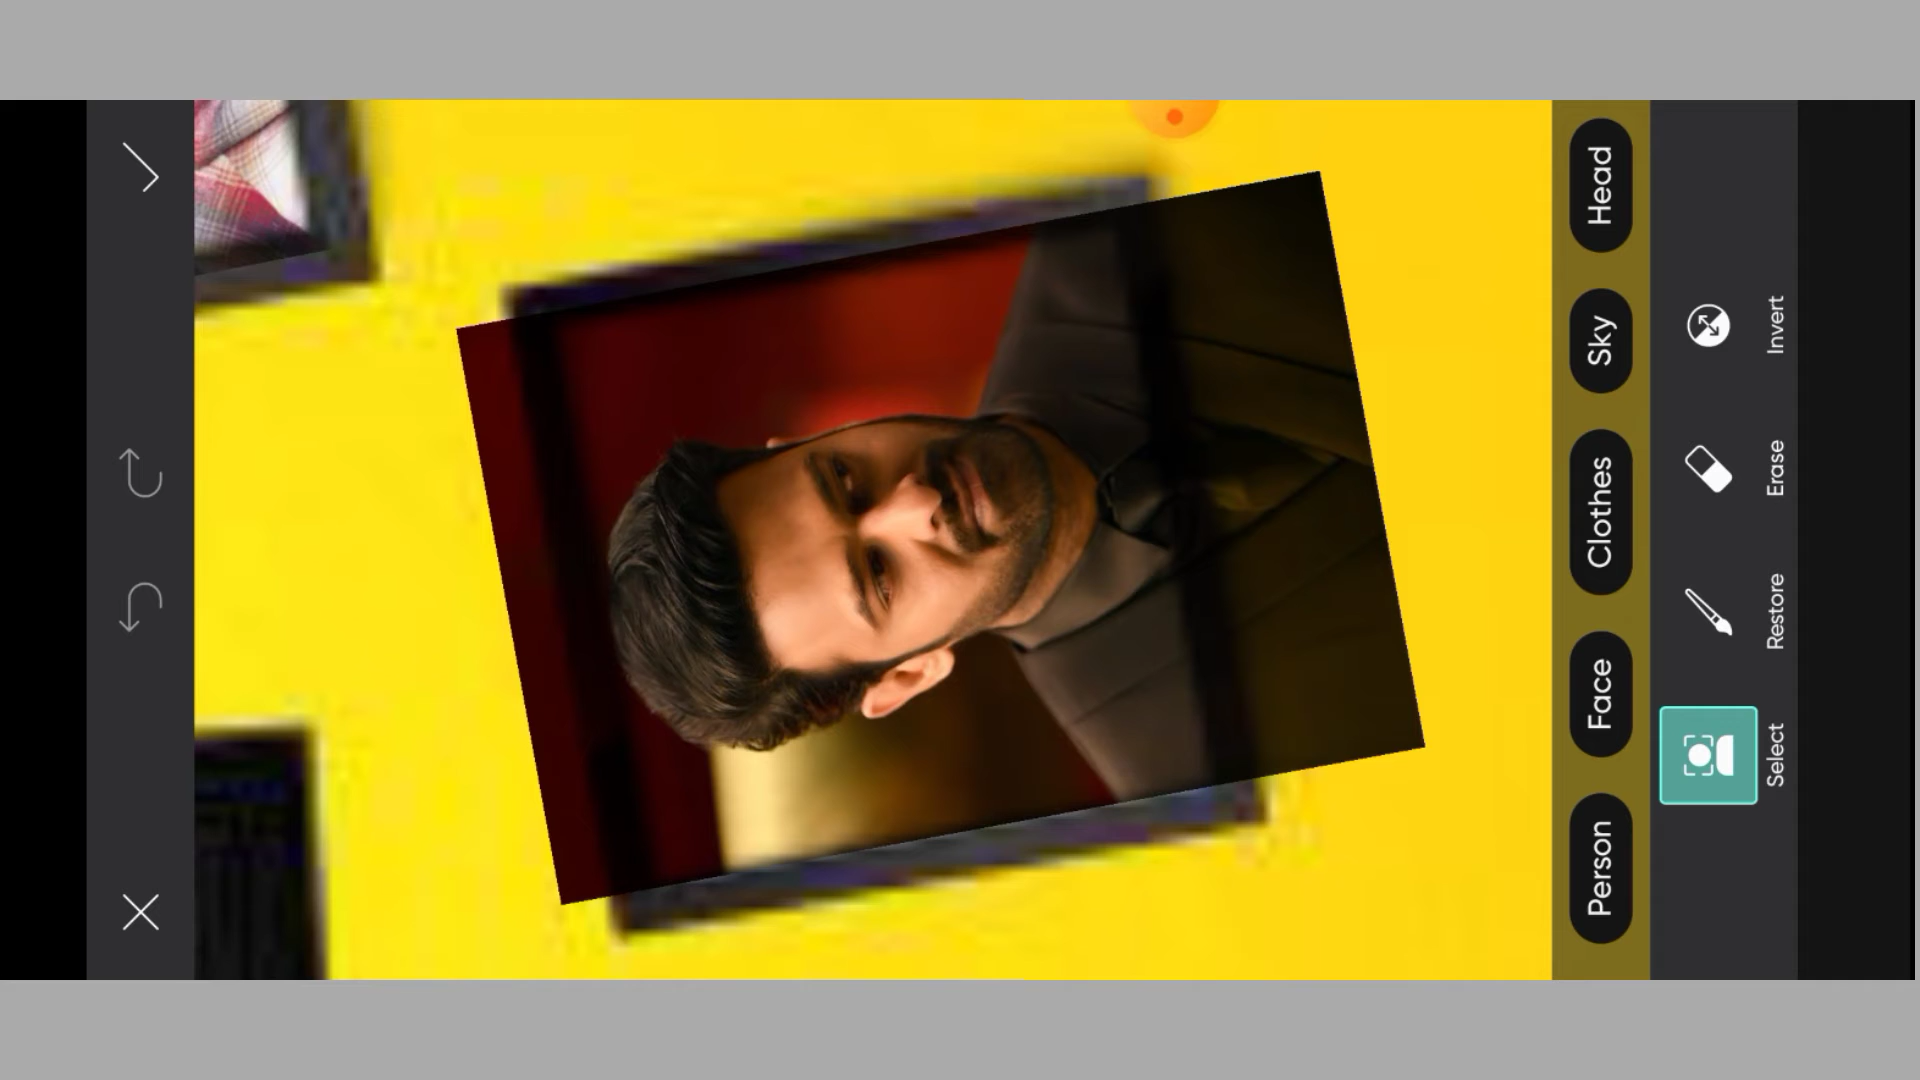 Person
Face
Clothes
Sky
Head
Select
Restore
Erase
Invert